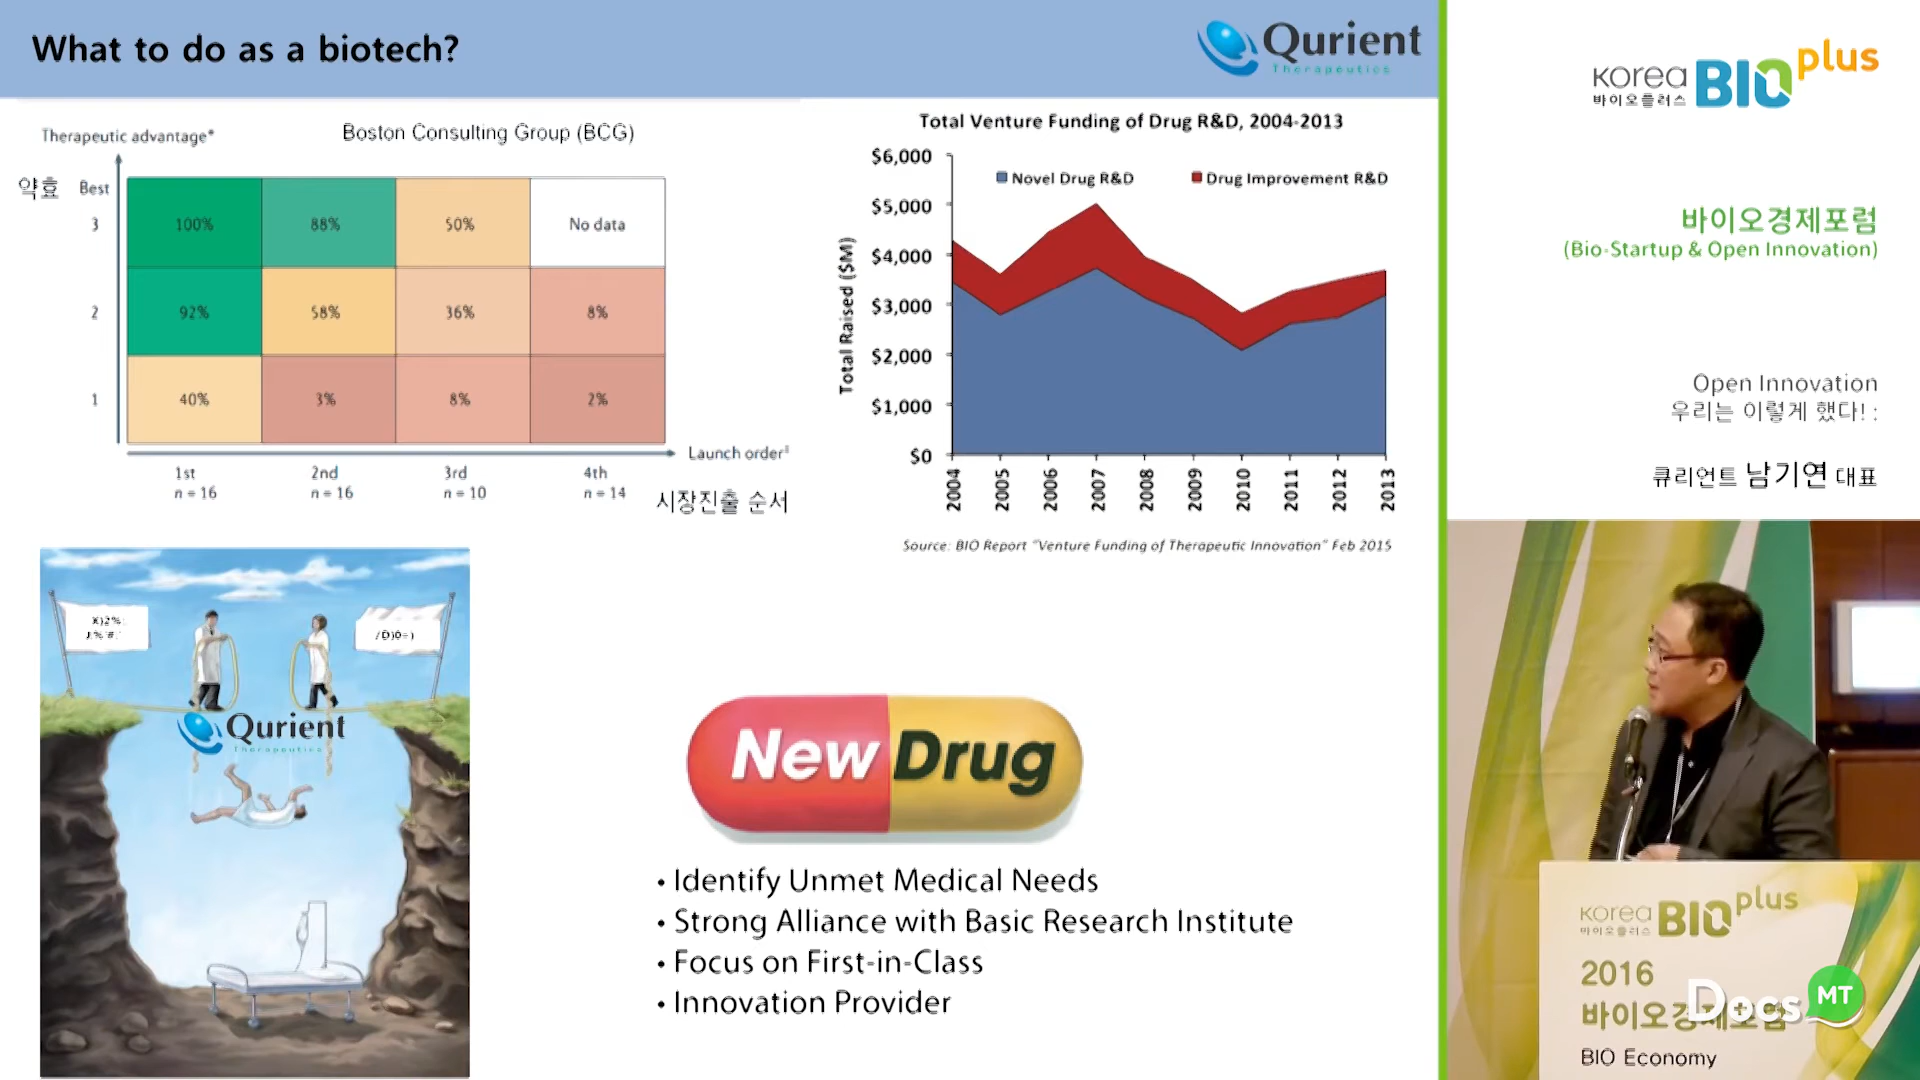 What to do as a biotech?
Qurient
Therapeutics
Therapeutic advantage*
Boston Consulting Group (BCG)
약효
Best
3
100%
88%
50%
No data
2
92%
58%
36%
8%
1
40%
3%
8%
2%
Launch order
1st
2nd
3rd
4th
n = 16
n = 16
n = 10
n = 14
시장진출 순서
Total Venture Funding of Drug R&D, 2004-2013
Novel Drug R&D
Drug Improvement R&D
Total Raised ($M)
$6,000
$5,000
$4,000
$3,000
$2,000
$1,000
$0
2004
2005
2006
2007
2008
2009
2010
2011
2012
2013
Source: BIO Report "Venture Funding of Therapeutic Innovation" Feb 2015
Qurient
Therapeutics
New Drug
• Identify Unmet Medical Needs
• Strong Alliance with Basic Research Institute
• Focus on First-in-Class
• Innovation Provider
Korea BIO plus
바이오플러스
바이오경제포럼
(Bio-Startup & Open Innovation)
Open Innovation
우리는 이렇게 했다! :
큐리언트 남기연 대표
Korea BIO plus
바이오플러스
2016
바이오경제포럼
BIO Economy
Docs MT